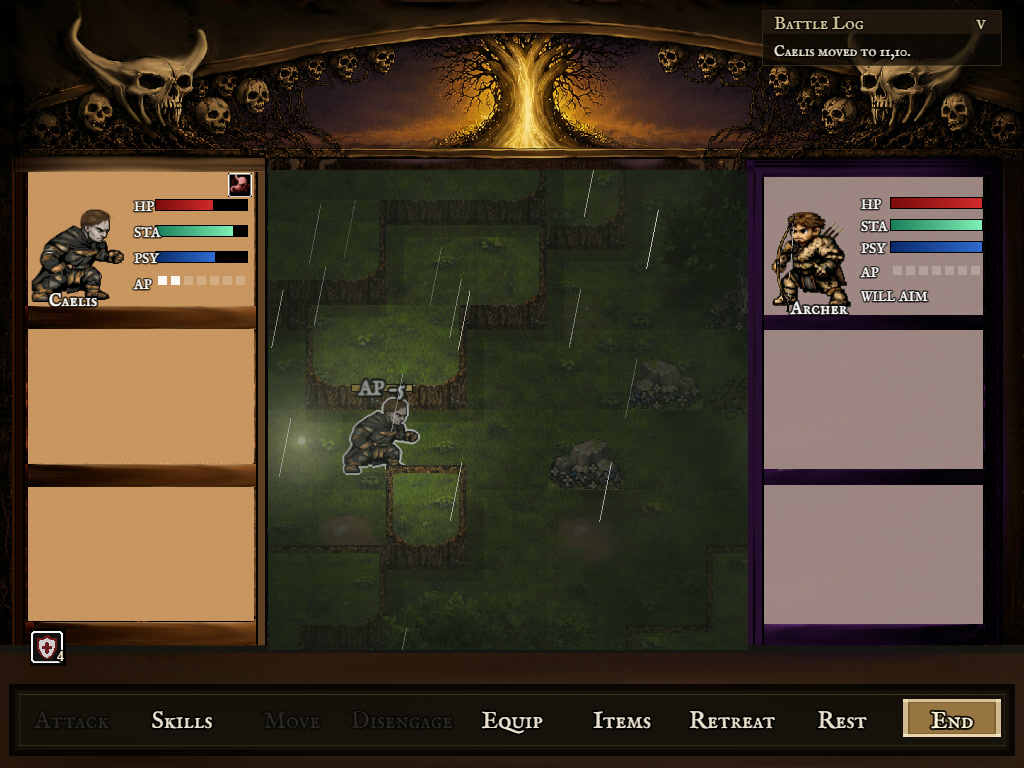 Battle Log V
Caelis moved to 11,10.
HP
STA
PSY
AP
Caelis
HP
STA
PSY
AP
WILL AIM
Archer
AP -5
4
Attack Skills Move Disengage Equip Items Retreat Rest End